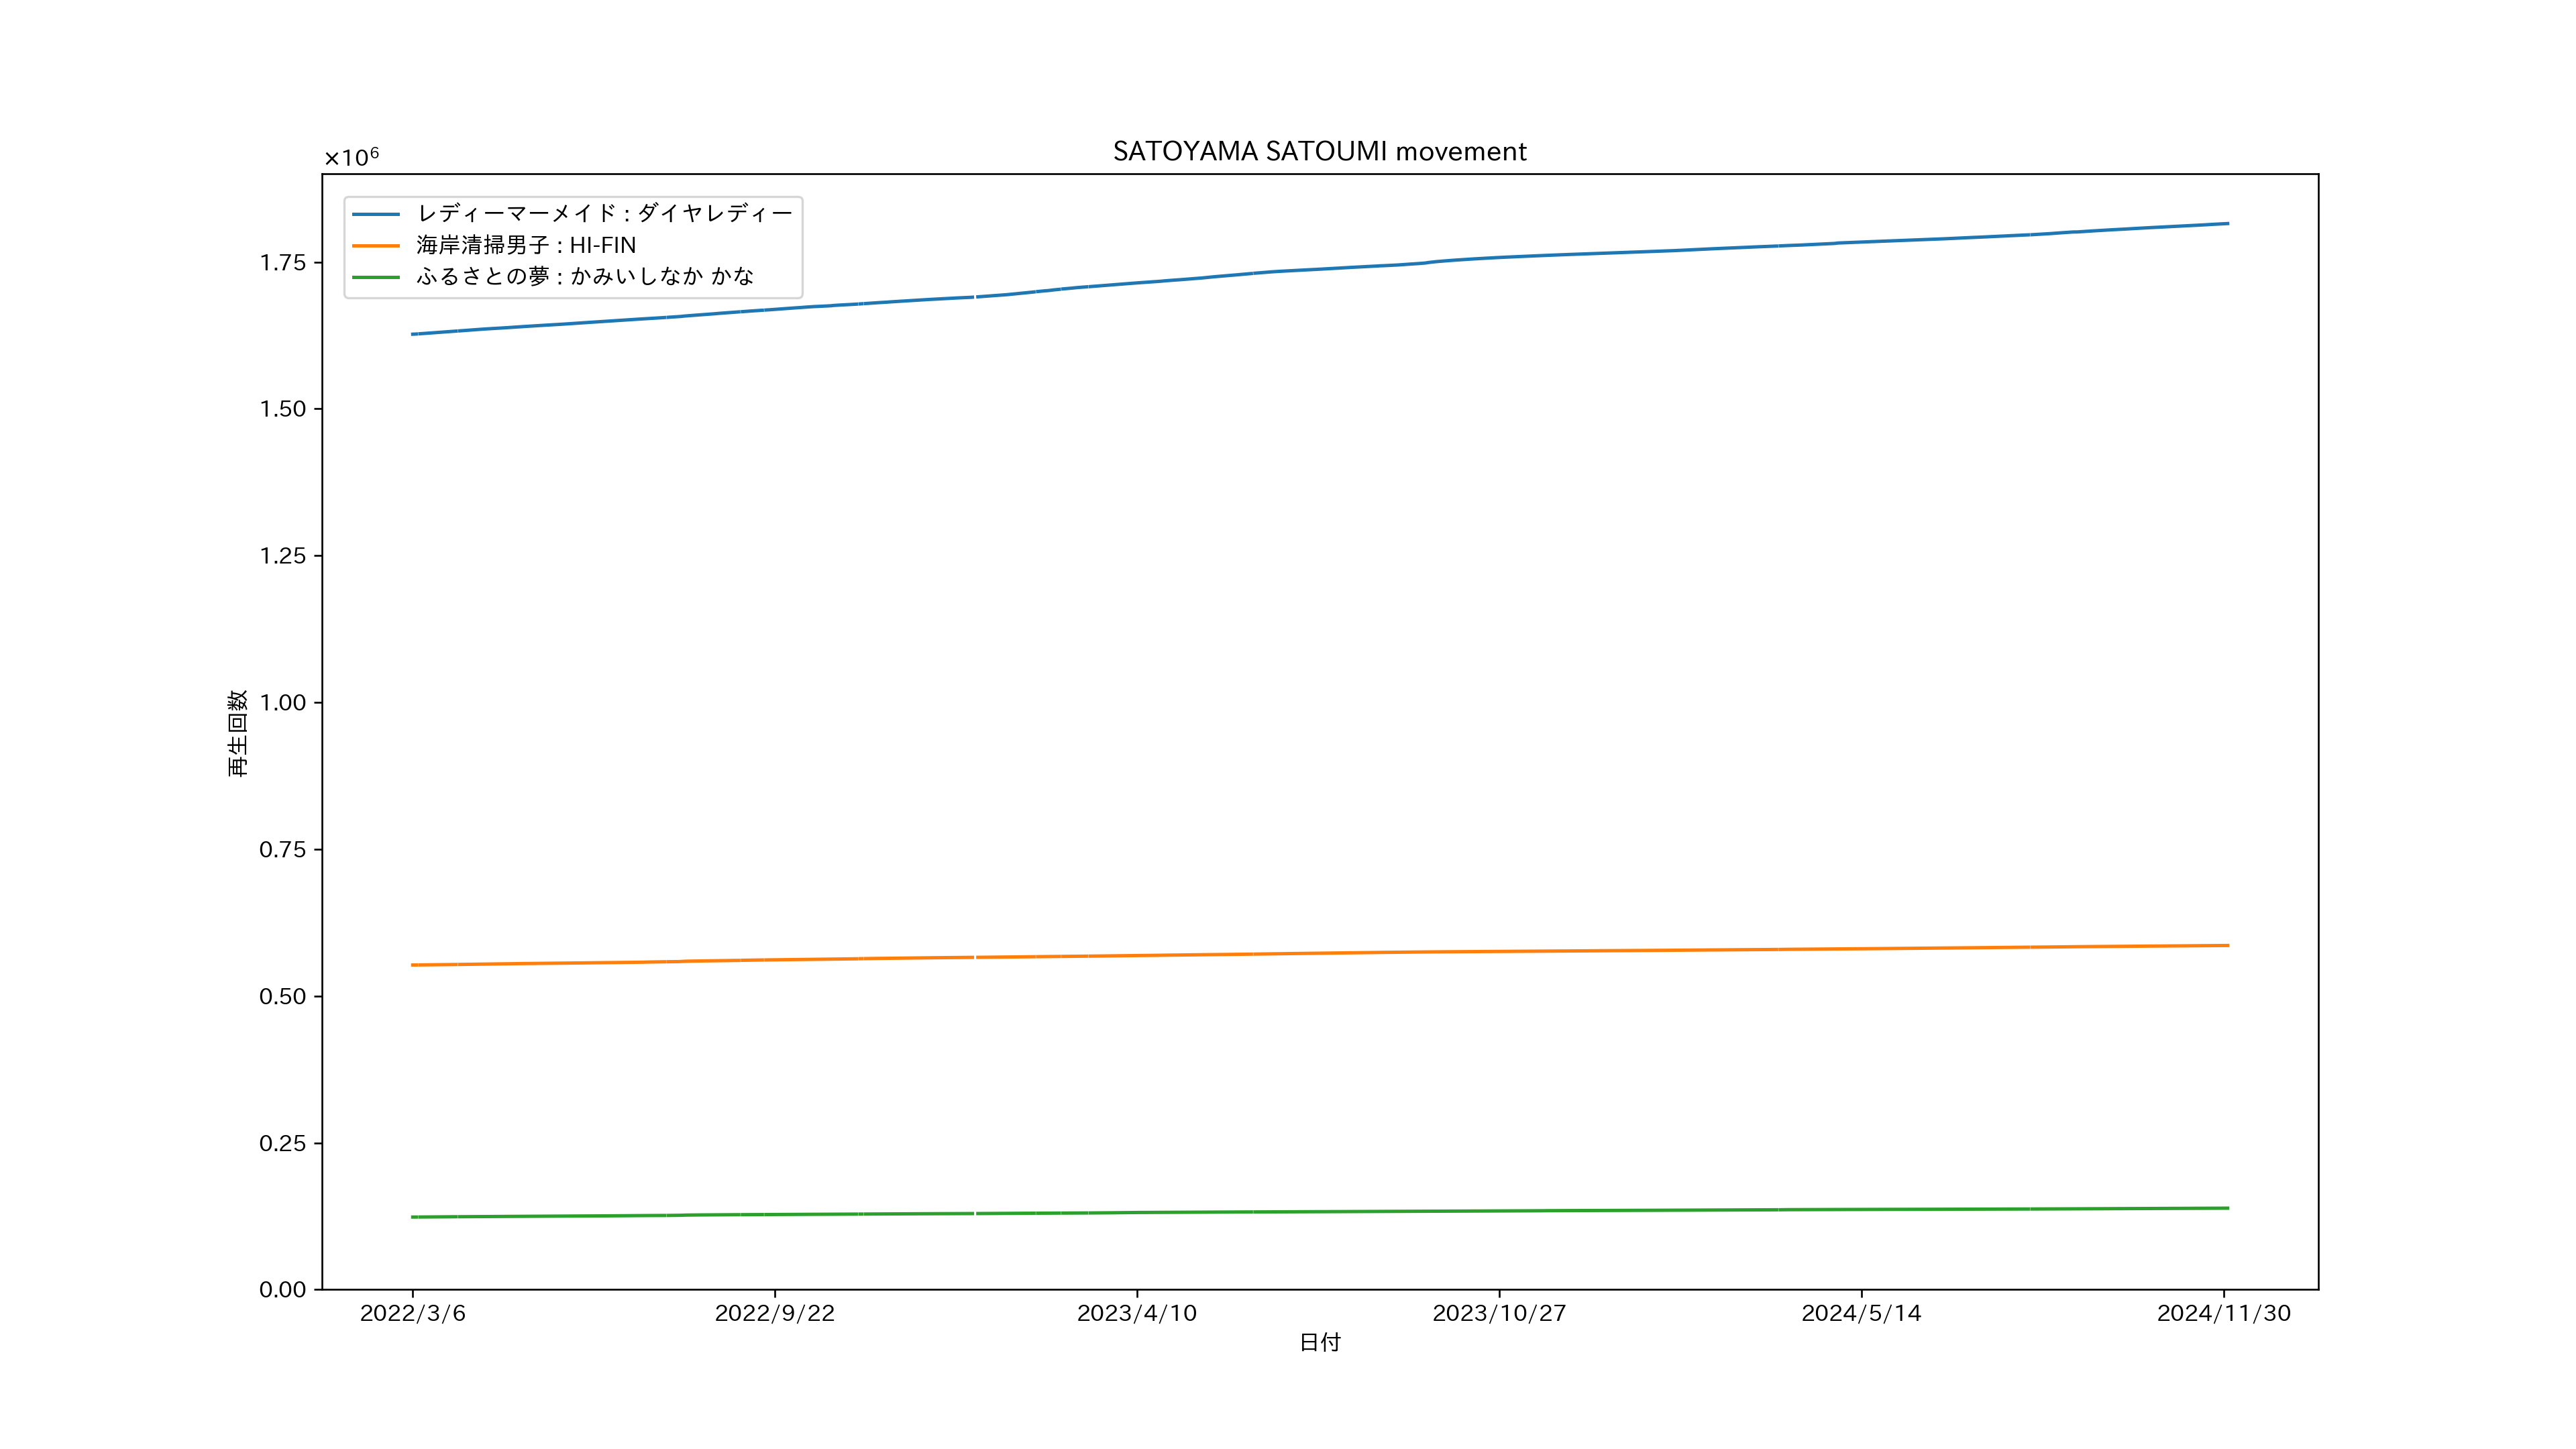 SATOYAMA SATOUMI movement
×10⁶
レディーマーメイド : ダイヤレディー
海岸清掃男子 : HI-FIN
ふるさとの夢 : かみいしなか かな
1.75
1.50
1.25
1.00
0.75
0.50
0.25
0.00
再生回数
2022/3/6 2022/9/22 2023/4/10 2023/10/27 2024/5/14 2024/11/30
日付